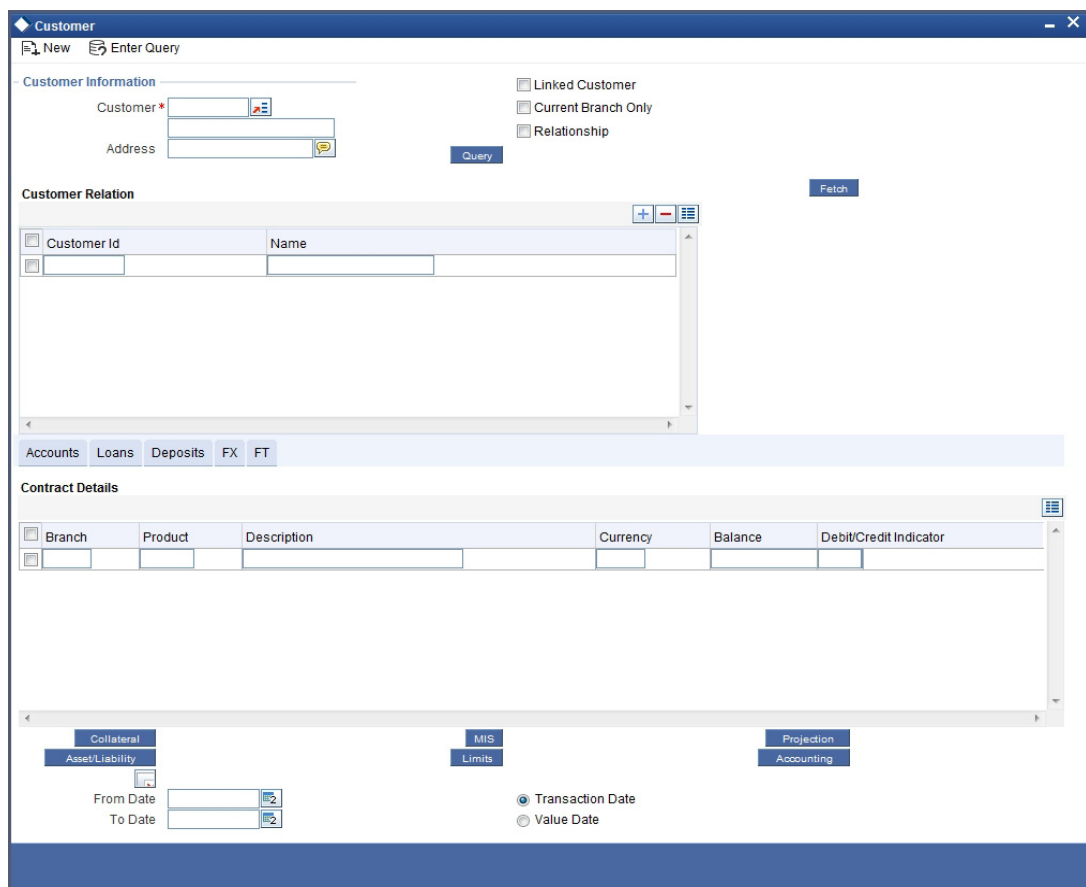 Customer
New Enter Query
Customer Information
Linked Customer
Customer *
Current Branch Only
Relationship
Address
Query
Fetch
Customer Relation
Customer Id Name
Accounts Loans Deposits FX FT
Contract Details
Branch Product Description Currency Balance Debit/Credit Indicator
Collateral MIS Projection
Asset/Liability Limits Accounting
From Date Transaction Date
To Date Value Date